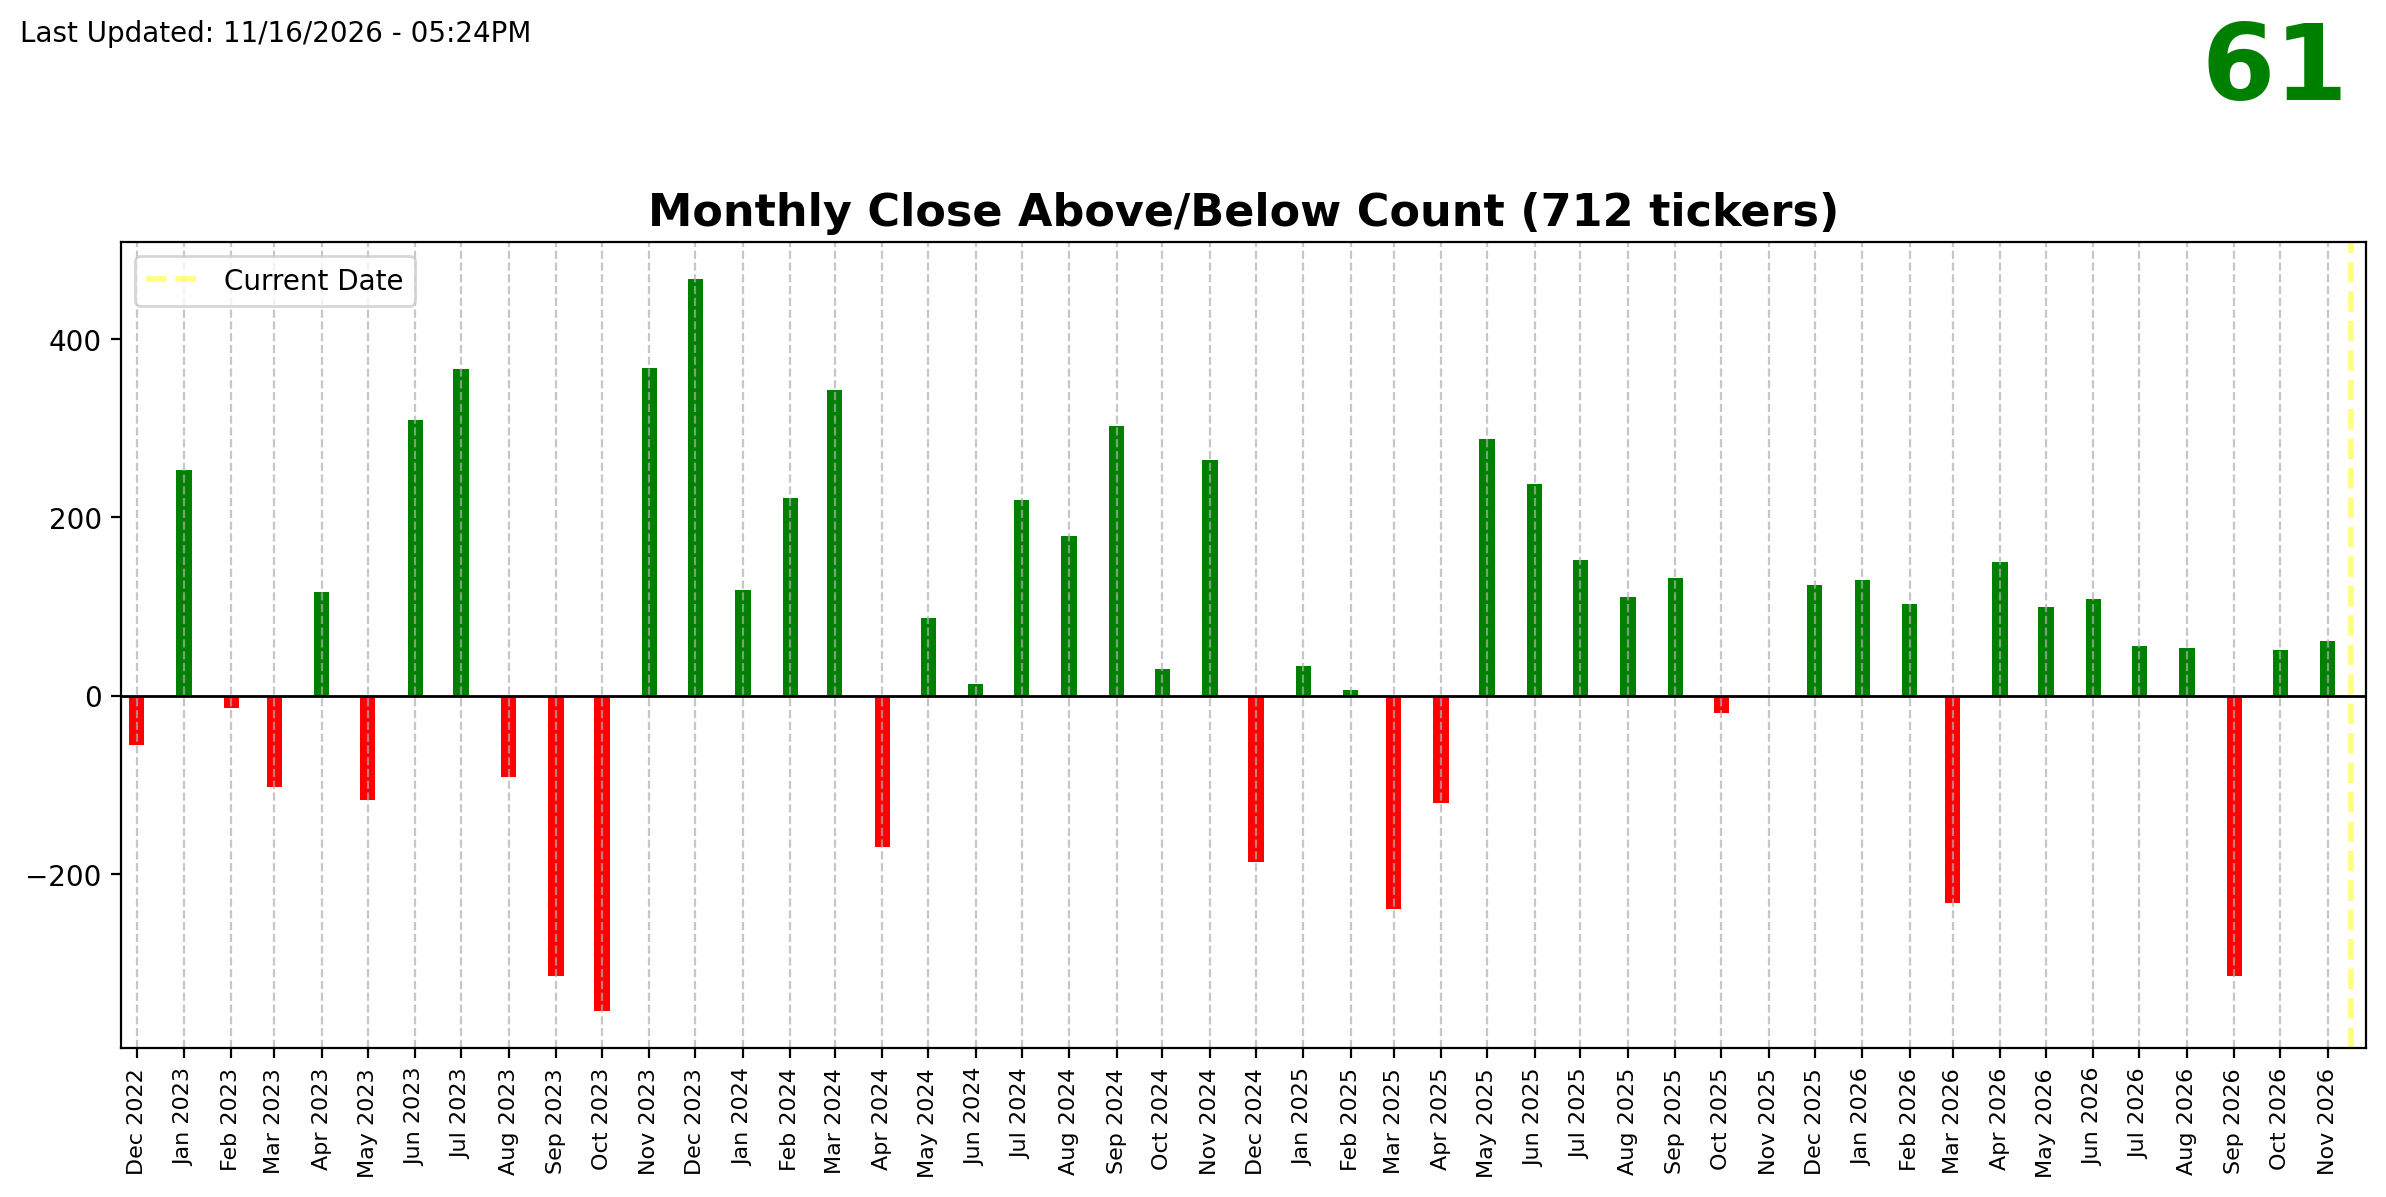 Last Updated: 11/16/2026 - 05:24PM
61
Monthly Close Above/Below Count (712 tickers)
Current Date
400
200
0
−200
Dec 2022
Jan 2023
Feb 2023
Mar 2023
Apr 2023
May 2023
Jun 2023
Jul 2023
Aug 2023
Sep 2023
Oct 2023
Nov 2023
Dec 2023
Jan 2024
Feb 2024
Mar 2024
Apr 2024
May 2024
Jun 2024
Jul 2024
Aug 2024
Sep 2024
Oct 2024
Nov 2024
Dec 2024
Jan 2025
Feb 2025
Mar 2025
Apr 2025
May 2025
Jun 2025
Jul 2025
Aug 2025
Sep 2025
Oct 2025
Nov 2025
Dec 2025
Jan 2026
Feb 2026
Mar 2026
Apr 2026
May 2026
Jun 2026
Jul 2026
Aug 2026
Sep 2026
Oct 2026
Nov 2026